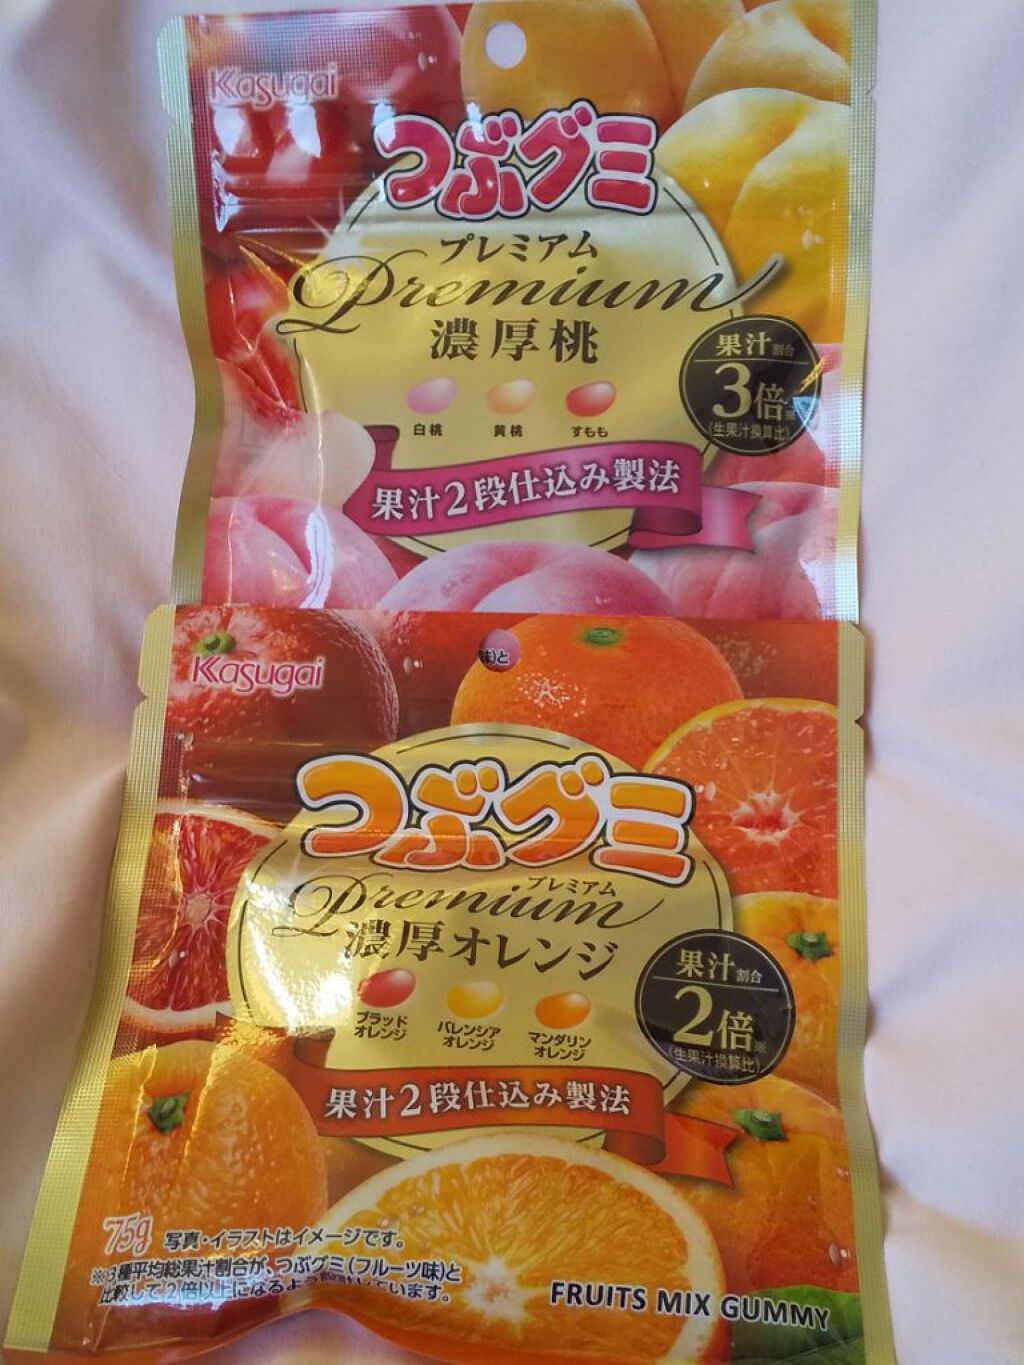 Kasugai
つぶグミ
プレミアム
Premium
濃厚桃
白桃 黄桃 すもも
果汁割合
3倍※
(生果汁換算比)
果汁2段仕込み製法
Kasugai
味)と
つぶグミ
プレミアム
Premium
濃厚オレンジ
ブラッド
オレンジ
バレンシア
オレンジ
マンダリン
オレンジ
果汁割合
2倍※
(生果汁換算比)
果汁2段仕込み製法
75g 写真・イラストはイメージです。
※3種平均総果汁割合が、つぶグミ(フルーツ味)と
比較して2倍以上になるよう設計しています。
FRUITS MIX GUMMY